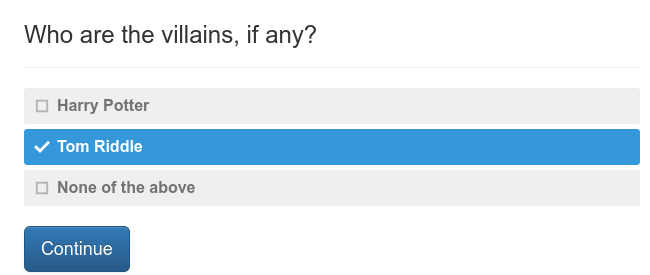 Who are the villains, if any?
Harry Potter
Tom Riddle
None of the above
Continue